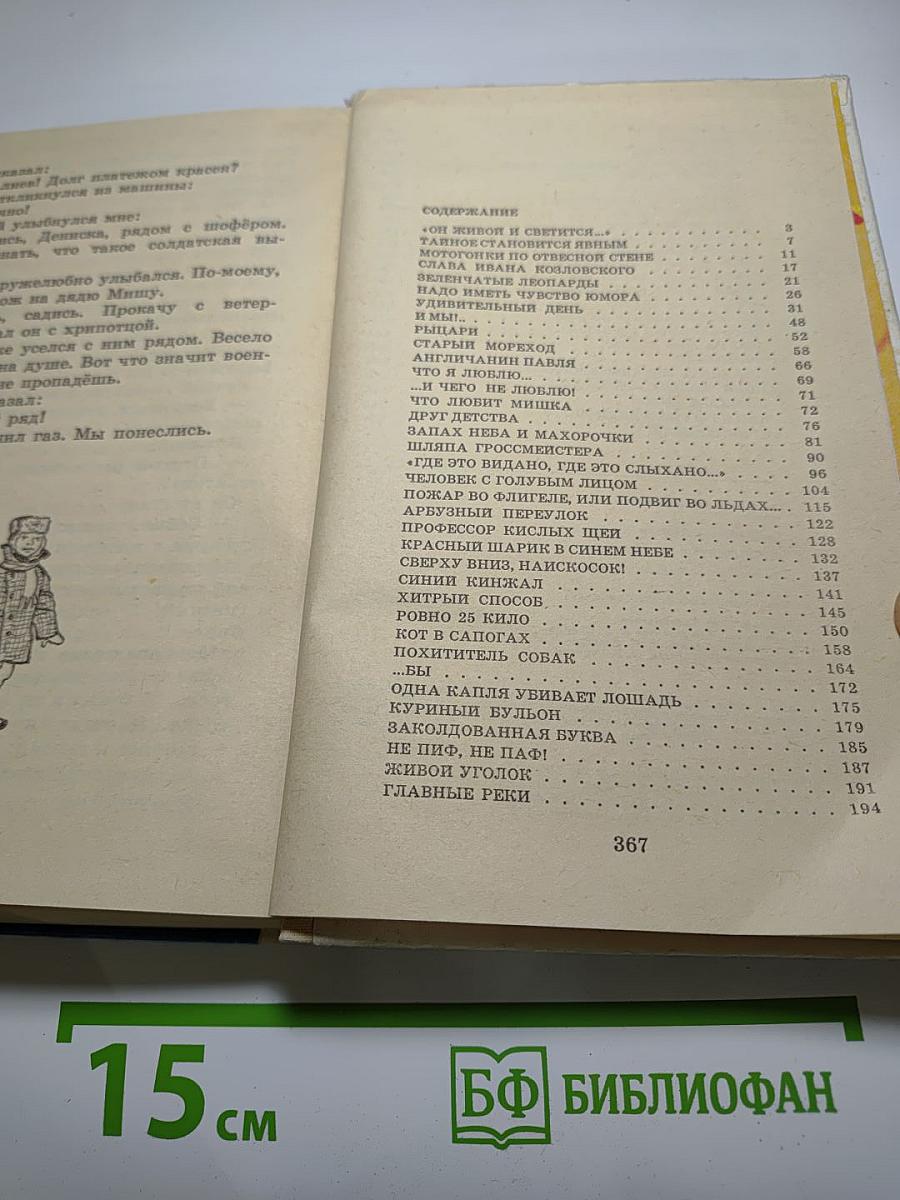 казал:
Долг платежом красен?
откликнулся из машины:
улыбнулся мне:
Дениска, рядом с шофёром.
что такое солдатская вы-
дружелюбно улыбался. По-моему,
на дядю Мишу.
садись. Прокачу с ветер-
он с хрипотцой.
уселся с ним рядом. Весело
на душе. Вот что значит воен-
не пропадёшь.
казал:
ряд!
газ. Мы понеслись.
СОДЕРЖАНИЕ
«ОН ЖИВОЙ И СВЕТИТСЯ...» . . . . . . . . . . 3
ТАЙНОЕ СТАНОВИТСЯ ЯВНЫМ . . . . . . . . . 7
МОТОГОНКИ ПО ОТВЕСНОЙ СТЕНЕ . . . . . . . . 11
СЛАВА ИВАНА КОЗЛОВСКОГО . . . . . . . . . 17
ЗЕЛЕНЧАТЫЕ ЛЕОПАРДЫ . . . . . . . . . . 21
НАДО ИМЕТЬ ЧУВСТВО ЮМОРА . . . . . . . . . 26
УДИВИТЕЛЬНЫЙ ДЕНЬ . . . . . . . . . . . 31
И МЫ!.. . . . . . . . . . . . . . . . 48
РЫЦАРИ . . . . . . . . . . . . . . . 52
СТАРЫЙ МОРЕХОД . . . . . . . . . . . . 58
АНГЛИЧАНИН ПАВЛЯ . . . . . . . . . . . 66
ЧТО Я ЛЮБЛЮ... . . . . . . . . . . . . 69
...И ЧЕГО НЕ ЛЮБЛЮ! . . . . . . . . . . . 71
ЧТО ЛЮБИТ МИШКА . . . . . . . . . . . 72
ДРУГ ДЕТСТВА . . . . . . . . . . . . . 76
ЗАПАХ НЕБА И МАХОРОЧКИ . . . . . . . . . 81
ШЛЯПА ГРОССМЕЙСТЕРА . . . . . . . . . . 90
«ГДЕ ЭТО ВИДАНО, ГДЕ ЭТО СЛЫХАНО...» . . . . 96
ЧЕЛОВЕК С ГОЛУБЫМ ЛИЦОМ . . . . . . . . . 104
ПОЖАР ВО ФЛИГЕЛЕ, ИЛИ ПОДВИГ ВО ЛЬДАХ... . 115
АРБУЗНЫЙ ПЕРЕУЛОК . . . . . . . . . . . 122
ПРОФЕССОР КИСЛЫХ ЩЕЙ . . . . . . . . . . 128
КРАСНЫЙ ШАРИК В СИНЕМ НЕБЕ . . . . . . . . 132
СВЕРХУ ВНИЗ, НАИСКОСОК! . . . . . . . . . . 137
СИНИЙ КИНЖАЛ . . . . . . . . . . . . 141
ХИТРЫЙ СПОСОБ . . . . . . . . . . . . 145
РОВНО 25 КИЛО . . . . . . . . . . . . 150
КОТ В САПОГАХ . . . . . . . . . . . . 158
ПОХИТИТЕЛЬ СОБАК . . . . . . . . . . . 164
...БЫ . . . . . . . . . . . . . . . . 172
ОДНА КАПЛЯ УБИВАЕТ ЛОШАДЬ . . . . . . . . 175
КУРИНЫЙ БУЛЬОН . . . . . . . . . . . . 179
ЗАКОЛДОВАННАЯ БУКВА . . . . . . . . . . 185
НЕ ПИФ, НЕ ПАФ! . . . . . . . . . . . . 187
ЖИВОЙ УГОЛОК . . . . . . . . . . . . 191
ГЛАВНЫЕ РЕКИ . . . . . . . . . . . . 194
367
15 см
БФ БИБЛИОФАН